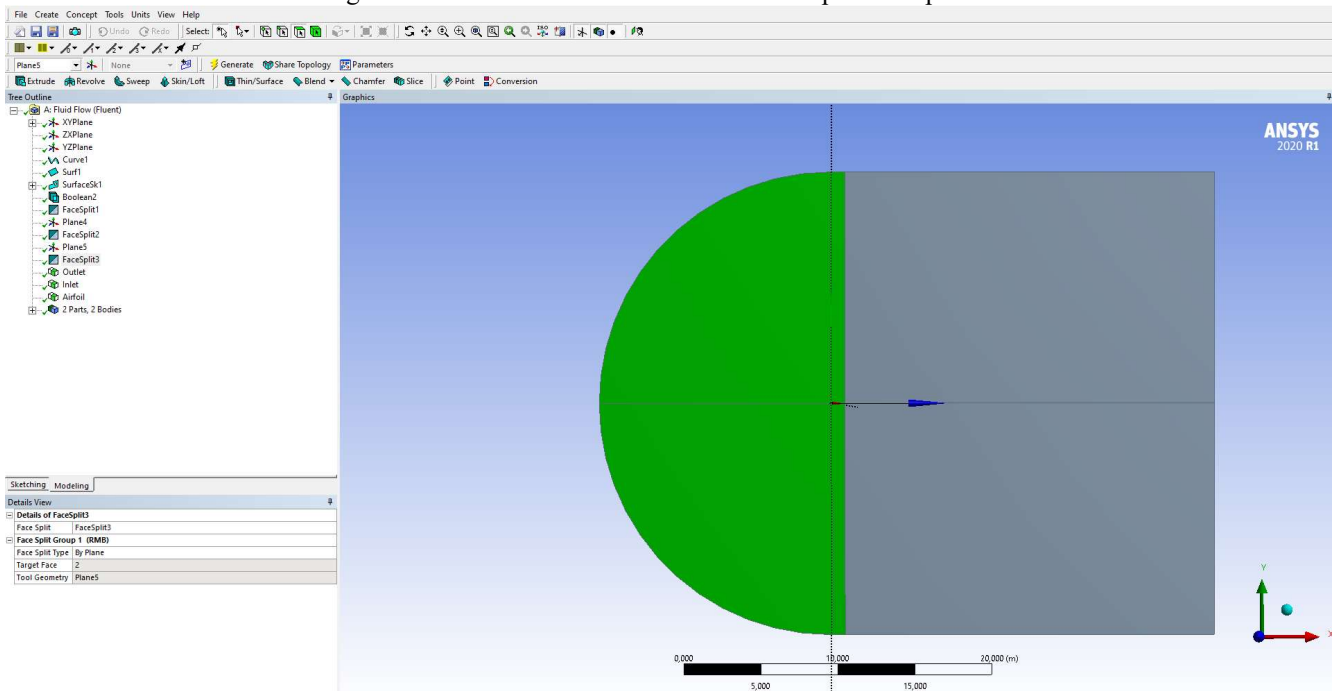 File Create Concept Tools Units View Help
Undo Redo Select:
Plane5 None Generate Share Topology Parameters
Extrude Revolve Sweep Skin/Loft Thin/Surface Blend Chamfer Slice Point Conversion
Tree Outline
Graphics
A: Fluid Flow (Fluent)
XYPlane
ZXPlane
YZPlane
Curve1
Surf1
SurfaceSk1
Boolean2
FaceSplit1
Plane4
FaceSplit2
Plane5
FaceSplit3
Outlet
Inlet
Airfoil
2 Parts, 2 Bodies
ANSYS
2020 R1
Sketching Modeling
Details View
Details of FaceSplit3
Face Split FaceSplit3
Face Split Group 1 (RMB)
Face Split Type By Plane
Target Face 2
Tool Geometry Plane5
0,000 10,000 20,000 (m)
5,000 15,000
Y
X